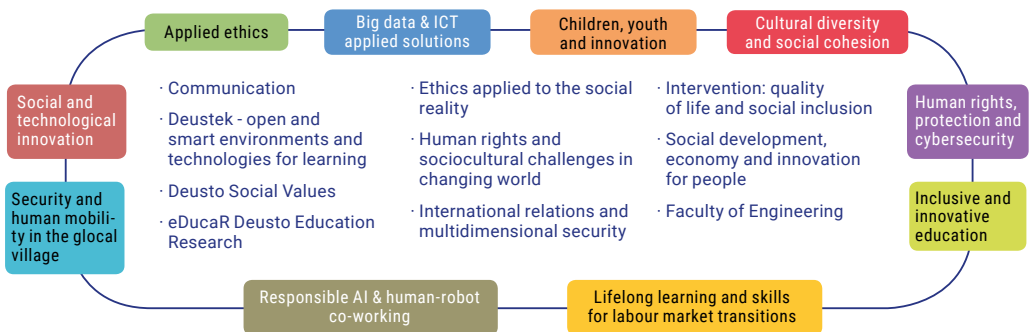 Applied ethics
Big data & ICT
applied solutions
Children, youth
and innovation
Cultural diversity
and social cohesion
Social and
technological
innovation
Security and
human mobili-
ty in the glocal
village
· Communication
· Deustek - open and
smart environments and
technologies for learning
· Deusto Social Values
· eDucaR Deusto Education
Research
· Ethics applied to the social
reality
· Human rights and
sociocultural challenges in
changing world
· International relations and
multidimensional security
· Intervention: quality
of life and social inclusion
· Social development,
economy and innovation
for people
· Faculty of Engineering
Human rights,
protection and
cybersecurity
Inclusive and
innovative
education
Responsible AI & human-robot
co-working
Lifelong learning and skills
for labour market transitions